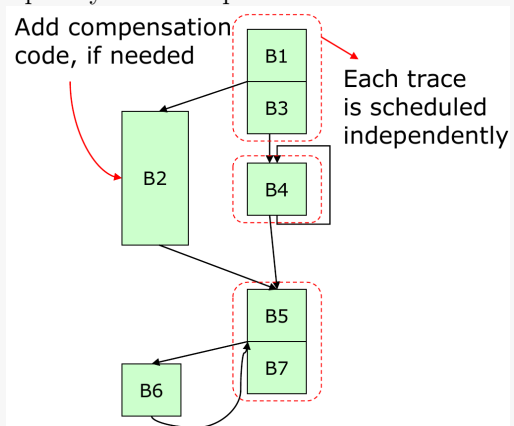 Add compensation
code, if needed
B1
Each trace
is scheduled
independently
B3
B2
B4
B5
B7
B6